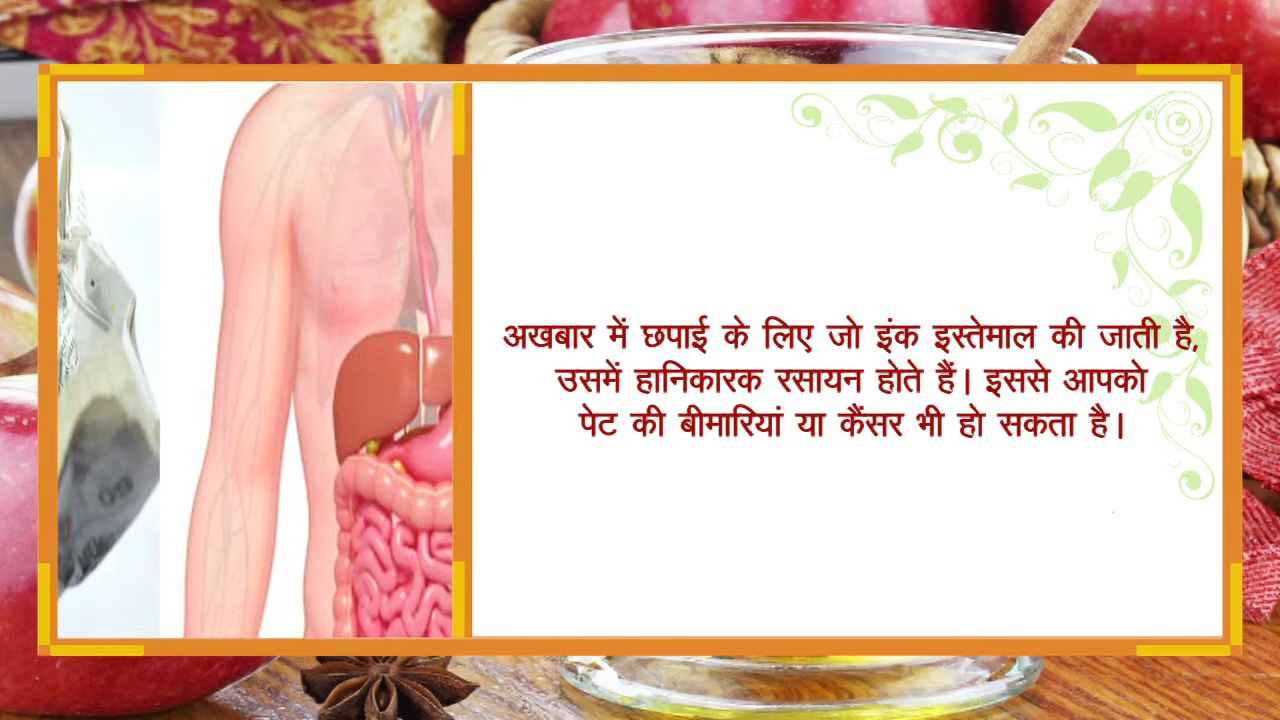 अखबार में छपाई के लिए जो इंक इस्तेमाल की जाती है,
उसमें हानिकारक रसायन होते हैं। इससे आपको
पेट की बीमारियां या कैंसर भी हो सकता है।